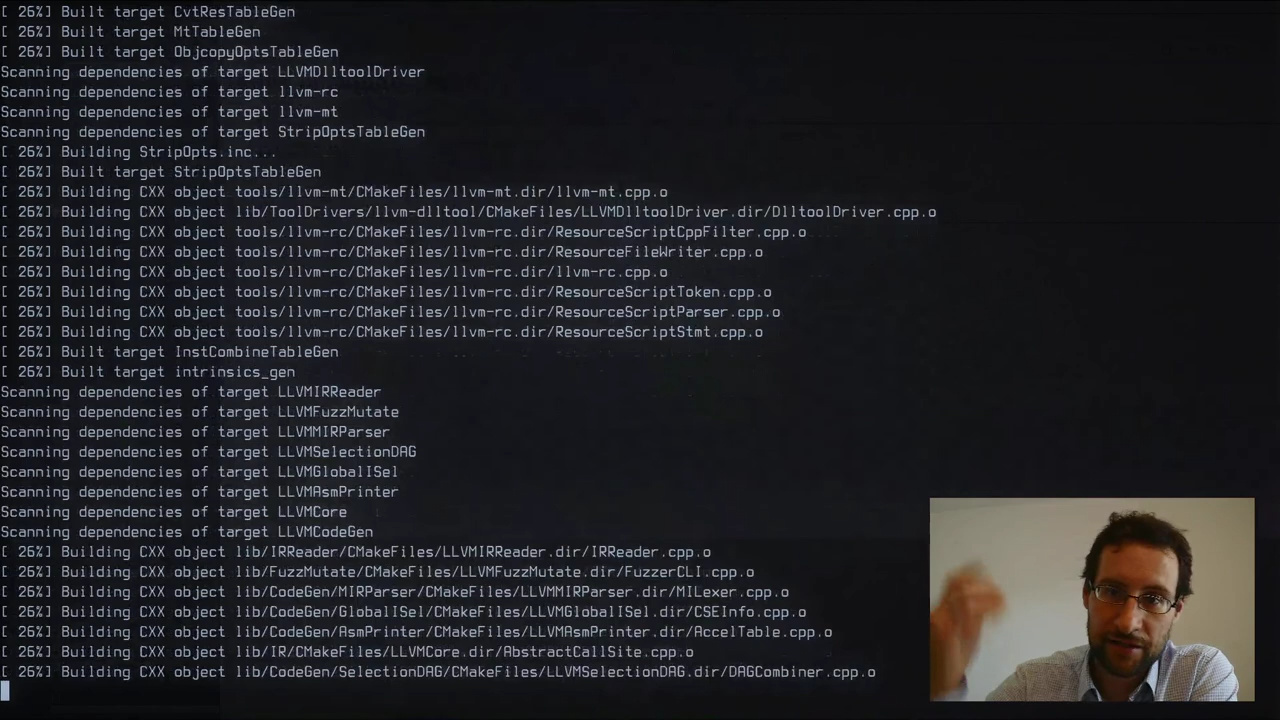 [ 26%] Built target CvtResTableGen
[ 26%] Built target MtTableGen
[ 26%] Built target ObjcopyOptsTableGen
Scanning dependencies of target LLVMDlltoolDriver
Scanning dependencies of target llvm-rc
Scanning dependencies of target llvm-mt
Scanning dependencies of target StripOptsTableGen
[ 26%] Building StripOpts.inc...
[ 26%] Built target StripOptsTableGen
[ 26%] Building CXX object tools/llvm-mt/CMakeFiles/llvm-mt.dir/llvm-mt.cpp.o
[ 26%] Building CXX object lib/ToolDrivers/llvm-dlltool/CMakeFiles/LLVMDlltoolDriver.dir/DlltoolDriver.cpp.o
[ 26%] Building CXX object tools/llvm-rc/CMakeFiles/llvm-rc.dir/ResourceScriptCppFilter.cpp.o
[ 26%] Building CXX object tools/llvm-rc/CMakeFiles/llvm-rc.dir/ResourceFileWriter.cpp.o
[ 26%] Building CXX object tools/llvm-rc/CMakeFiles/llvm-rc.dir/llvm-rc.cpp.o
[ 26%] Building CXX object tools/llvm-rc/CMakeFiles/llvm-rc.dir/ResourceScriptToken.cpp.o
[ 26%] Building CXX object tools/llvm-rc/CMakeFiles/llvm-rc.dir/ResourceScriptParser.cpp.o
[ 26%] Building CXX object tools/llvm-rc/CMakeFiles/llvm-rc.dir/ResourceScriptStmt.cpp.o
[ 26%] Built target InstCombineTableGen
[ 26%] Built target intrinsics_gen
Scanning dependencies of target LLVMIRReader
Scanning dependencies of target LLVMFuzzMutate
Scanning dependencies of target LLVMMIRParser
Scanning dependencies of target LLVMSelectionDAG
Scanning dependencies of target LLVMGlobalISel
Scanning dependencies of target LLVMAsmPrinter
Scanning dependencies of target LLVMCore
Scanning dependencies of target LLVMCodeGen
[ 26%] Building CXX object lib/IRReader/CMakeFiles/LLVMIRReader.dir/IRReader.cpp.o
[ 26%] Building CXX object lib/FuzzMutate/CMakeFiles/LLVMFuzzMutate.dir/FuzzerCLI.cpp.o
[ 26%] Building CXX object lib/CodeGen/MIRParser/CMakeFiles/LLVMMIRParser.dir/MILexer.cpp.o
[ 26%] Building CXX object lib/CodeGen/GlobalISel/CMakeFiles/LLVMGlobalISel.dir/CSEInfo.cpp.o
[ 26%] Building CXX object lib/CodeGen/AsmPrinter/CMakeFiles/LLVMAsmPrinter.dir/AccelTable.cpp.o
[ 26%] Building CXX object lib/IR/CMakeFiles/LLVMCore.dir/AbstractCallSite.cpp.o
[ 26%] Building CXX object lib/CodeGen/SelectionDAG/CMakeFiles/LLVMSelectionDAG.dir/DAGCombiner.cpp.o